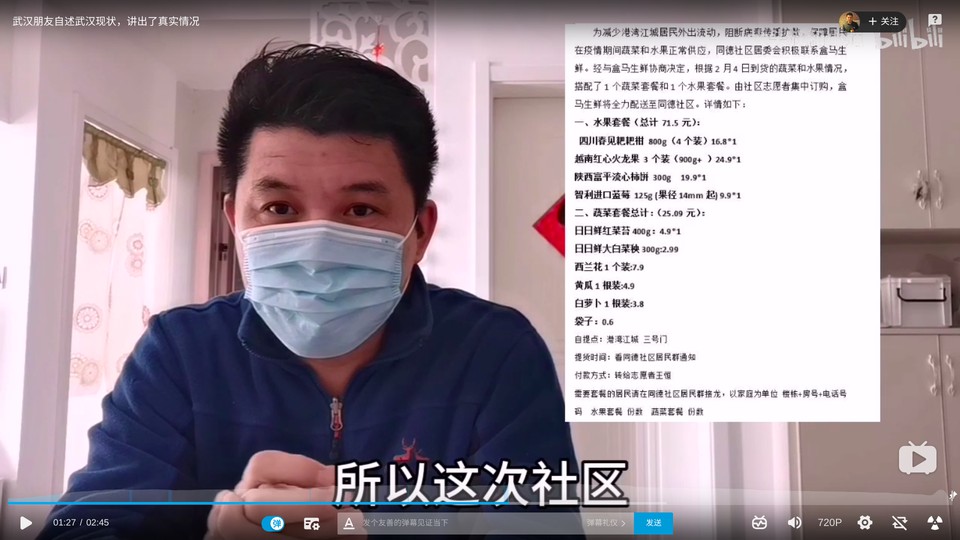 武汉朋友自述武汉现状，讲出了真实情况
+ 关注
bilibili
为减少港湾江城居民外出流动，阻断病毒传播扩散，保障居民
在疫情期间蔬菜和水果正常供应，同德社区居委会积极联系盒马生
鲜。经与盒马生鲜协商决定，根据 2 月 4 日到货的蔬菜和水果情况，
搭配了 1 个蔬菜套餐和 1 个水果套餐。由社区志愿者集中订购，盒
马生鲜将全力配送至同德社区。详情如下：
一、水果套餐（总计 71.5 元）：
四川春见粑粑柑 800g（4 个装）16.8*1
越南红心火龙果 3 个装（900g+ ）24.9*1
陕西富平流心柿饼 300g 19.9*1
智利进口蓝莓 125g (果径 14mm 起) 9.9*1
二、蔬菜套餐总计：（25.09 元）：
日日鲜红菜苔 400g：4.9*1
日日鲜大白菜秧 300g:2.99
西兰花 1 个装:7.9
黄瓜 1 根装:4.9
白萝卜 1 根装:3.8
袋子：0.6
自提点：港湾江城 三号门
提货时间：看同德社区居民群通知
付款方式：转给志愿者王恒
需要套餐的居民请在同德社区居民群接龙，以家庭为单位 楼栋+房号+电话号
码 水果套餐 份数 蔬菜套餐 份数
所以这次社区
01:27 / 02:45
弹
A
发个友善的弹幕见证当下
弹幕礼仪 >
发送
720P